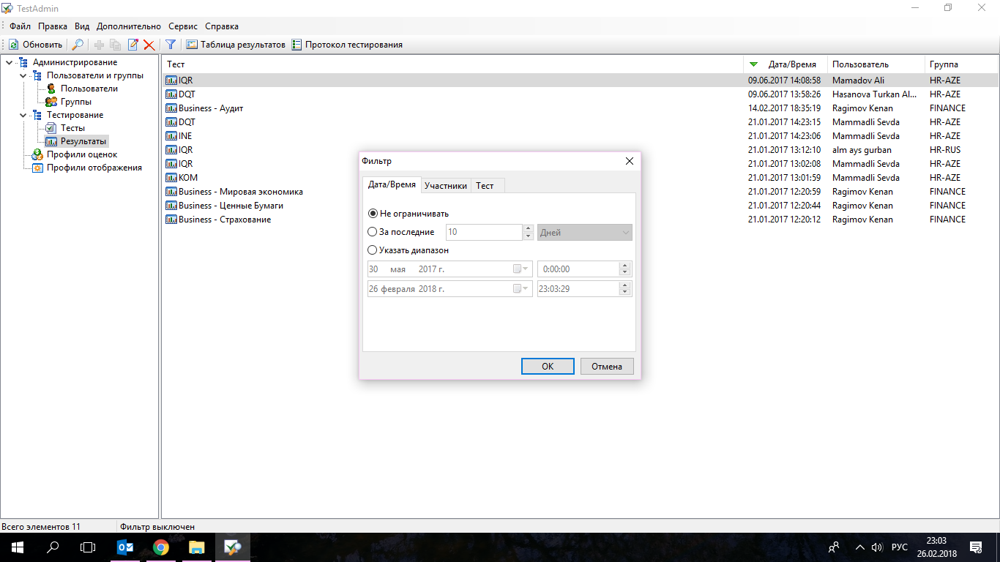 TestAdmin
Файл Правка Вид Дополнительно Сервис Справка
Обновить Таблица результатов Протокол тестирования
Администрирование
Пользователи и группы
Пользователи
Группы
Тестирование
Тесты
Результаты
Профили оценок
Профили отображения
Тест Дата/Время Пользователь Группа
IQR 09.06.2017 14:08:58 Mamadov Ali HR-AZE
DQT 09.06.2017 13:58:26 Hasanova Turkan Al... HR-AZE
Business - Аудит 14.02.2017 18:35:19 Ragimov Kenan FINANCE
DQT 21.01.2017 14:23:15 Mammadli Sevda HR-AZE
INE 21.01.2017 14:23:06 Mammadli Sevda HR-AZE
IQR 21.01.2017 13:12:10 alm ays gurban HR-RUS
IQR 21.01.2017 13:02:08 Mammadli Sevda HR-AZE
KOM 21.01.2017 13:01:59 Mammadli Sevda HR-AZE
Business - Мировая экономика 21.01.2017 12:20:59 Ragimov Kenan FINANCE
Business - Ценные Бумаги 21.01.2017 12:20:44 Ragimov Kenan FINANCE
Business - Страхование 21.01.2017 12:20:12 Ragimov Kenan FINANCE
Фильтр
Дата/Время Участники Тест
Не ограничивать
За последние 10 Дней
Указать диапазон
30 мая 2017 г. 0:00:00
26 февраля 2018 г. 23:03:29
OK Отмена
Всего элементов 11 Фильтр выключен
РУС 23:03
26.02.2018